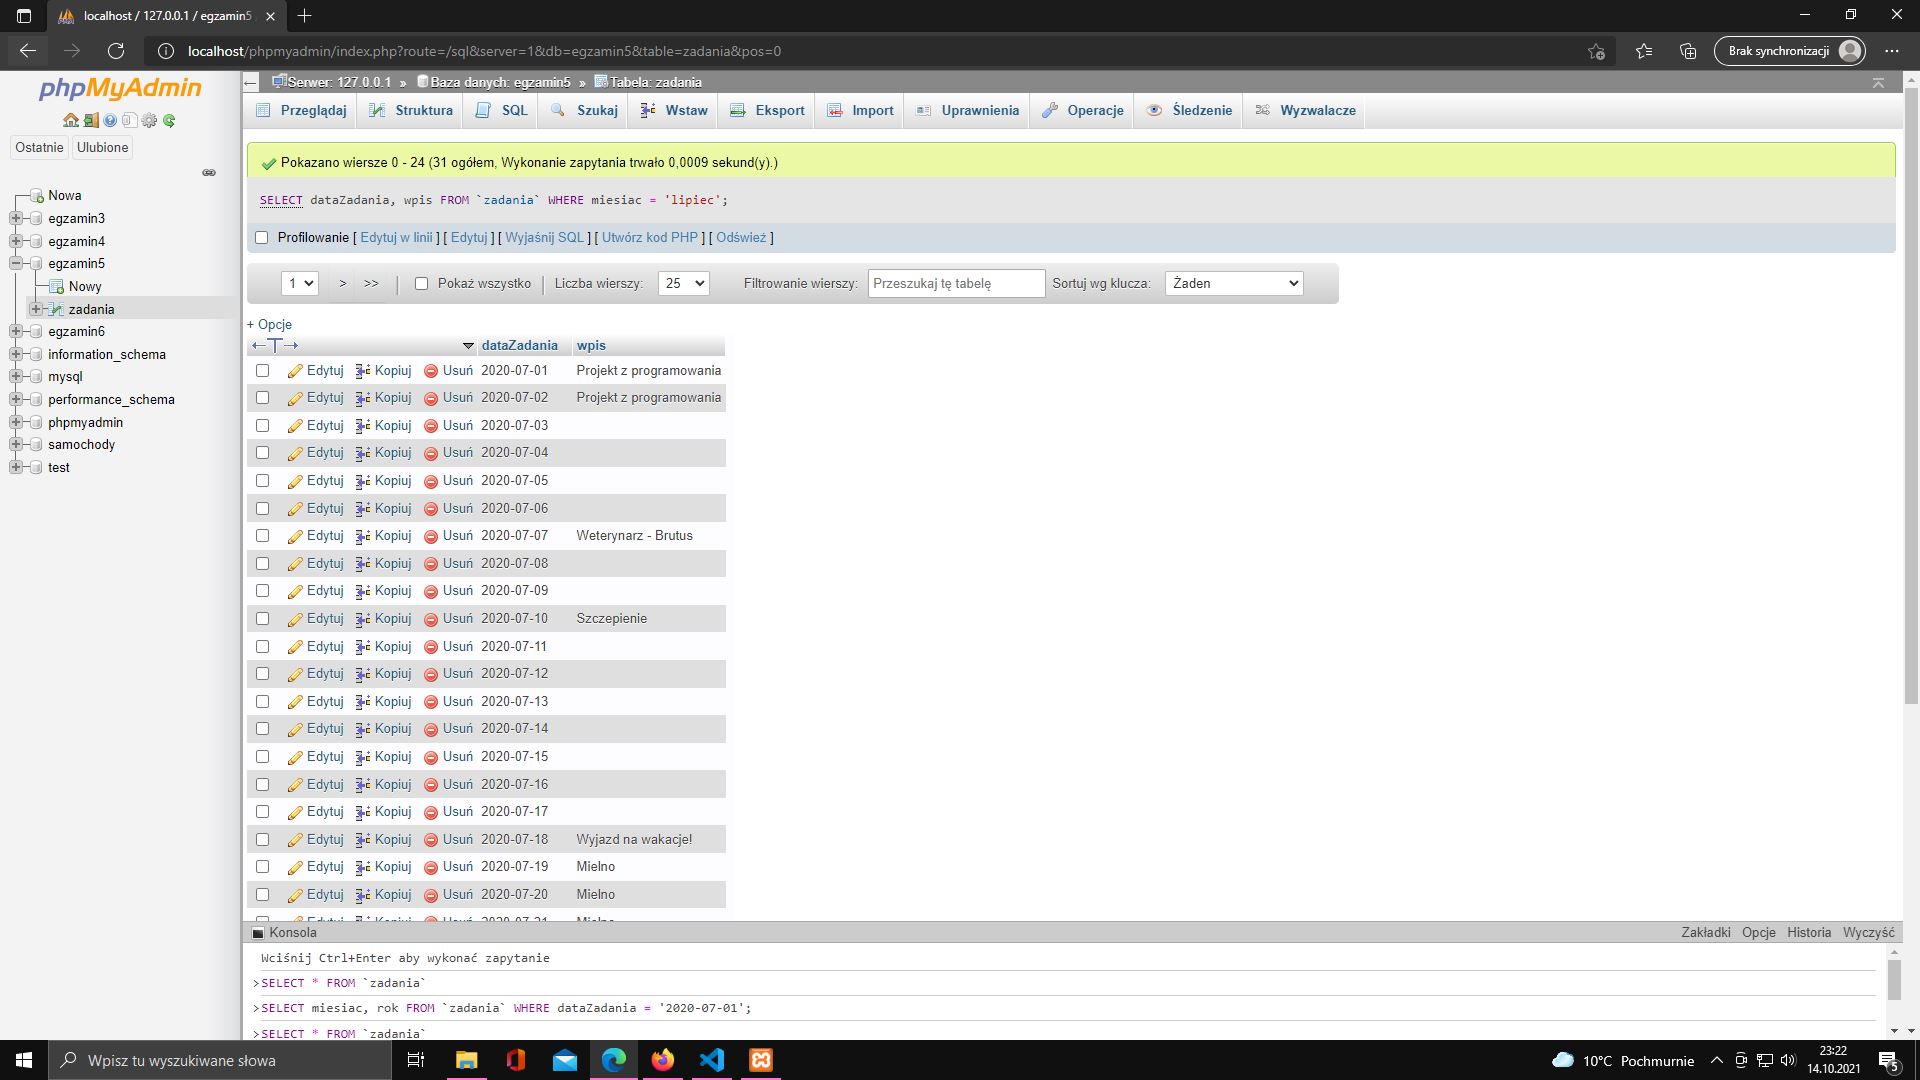 localhost / 127.0.0.1 / egzamin5
localhost/phpmyadmin/index.php?route=/sql&server=1&db=egzamin5&table=zadania&pos=0
Brak synchronizacji
phpMyAdmin
Ostatnie
Ulubione
Nowa
egzamin3
egzamin4
egzamin5
Nowy
zadania
egzamin6
information_schema
mysql
performance_schema
phpmyadmin
samochody
test
Serwer: 127.0.0.1 » Baza danych: egzamin5 » Tabela: zadania
Przeglądaj Struktura SQL Szukaj Wstaw Eksport Import Uprawnienia Operacje Śledzenie Wyzwalacze
Pokazano wiersze 0 - 24 (31 ogółem, Wykonanie zapytania trwało 0,0009 sekund(y).)
SELECT dataZadania, wpis FROM `zadania` WHERE miesiac = 'lipiec';
Profilowanie [ Edytuj w linii ] [ Edytuj ] [ Wyjaśnij SQL ] [ Utwórz kod PHP ] [ Odśwież ]
1 > >> | Pokaż wszystko | Liczba wierszy: 25 Filtrowanie wierszy: Przeszukaj tę tabelę Sortuj wg klucza: Żaden
+ Opcje
←T→ dataZadania wpis
Edytuj Kopiuj Usuń 2020-07-01 Projekt z programowania
Edytuj Kopiuj Usuń 2020-07-02 Projekt z programowania
Edytuj Kopiuj Usuń 2020-07-03
Edytuj Kopiuj Usuń 2020-07-04
Edytuj Kopiuj Usuń 2020-07-05
Edytuj Kopiuj Usuń 2020-07-06
Edytuj Kopiuj Usuń 2020-07-07 Weterynarz - Brutus
Edytuj Kopiuj Usuń 2020-07-08
Edytuj Kopiuj Usuń 2020-07-09
Edytuj Kopiuj Usuń 2020-07-10 Szczepienie
Edytuj Kopiuj Usuń 2020-07-11
Edytuj Kopiuj Usuń 2020-07-12
Edytuj Kopiuj Usuń 2020-07-13
Edytuj Kopiuj Usuń 2020-07-14
Edytuj Kopiuj Usuń 2020-07-15
Edytuj Kopiuj Usuń 2020-07-16
Edytuj Kopiuj Usuń 2020-07-17
Edytuj Kopiuj Usuń 2020-07-18 Wyjazd na wakacje!
Edytuj Kopiuj Usuń 2020-07-19 Mielno
Edytuj Kopiuj Usuń 2020-07-20 Mielno
Edytuj Kopiuj Usuń 2020-07-21 Mielno
Konsola Zakładki Opcje Historia Wyczyść
Wciśnij Ctrl+Enter aby wykonać zapytanie
>SELECT * FROM `zadania`
>SELECT miesiac, rok FROM `zadania` WHERE dataZadania = '2020-07-01';
>SELECT * FROM `zadania`
Wpisz tu wyszukiwane słowa
10°C Pochmurnie
23:22
14.10.2021
5